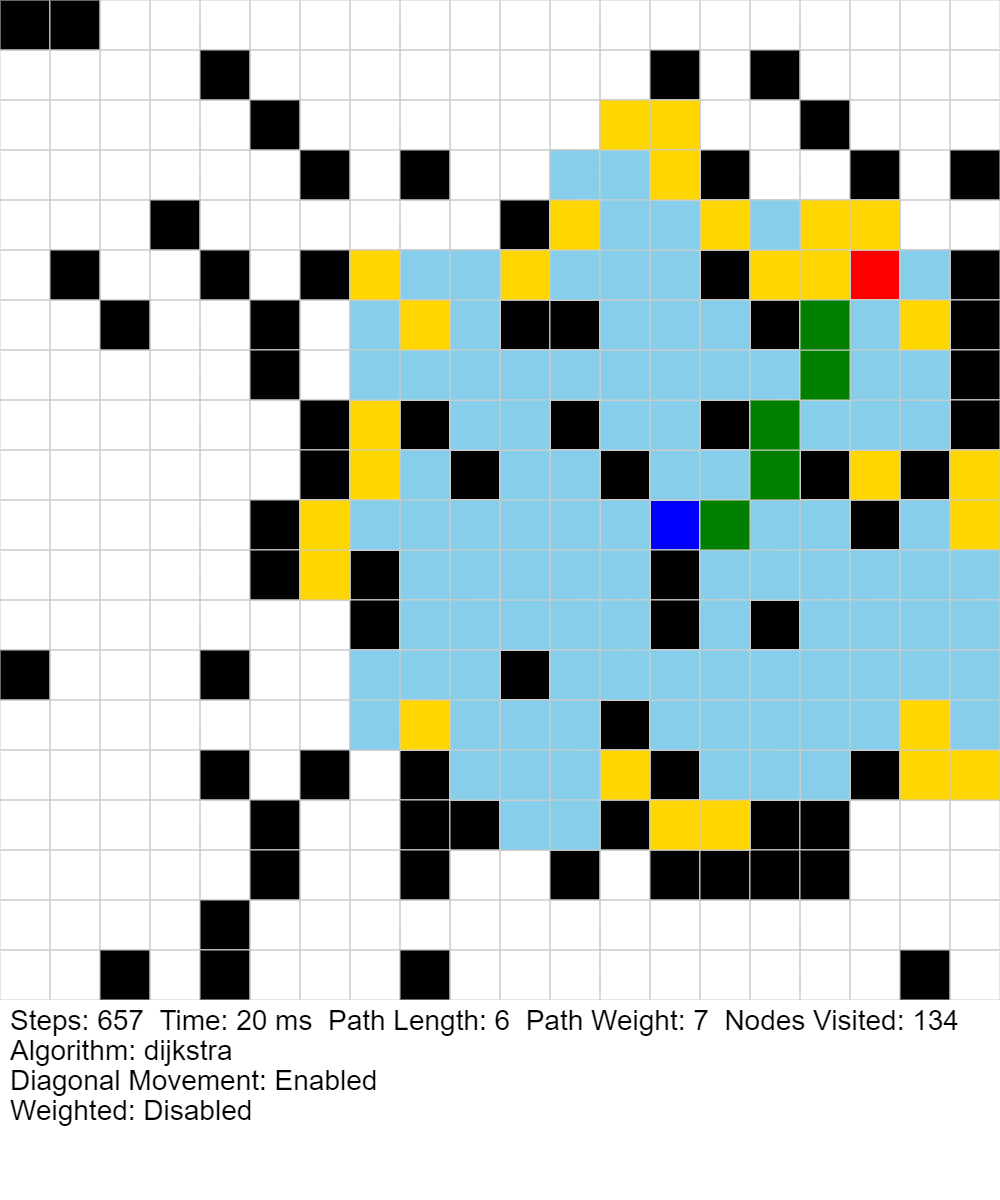 Steps: 657  Time: 20 ms  Path Length: 6  Path Weight: 7  Nodes Visited: 134
Algorithm: dijkstra
Diagonal Movement: Enabled
Weighted: Disabled